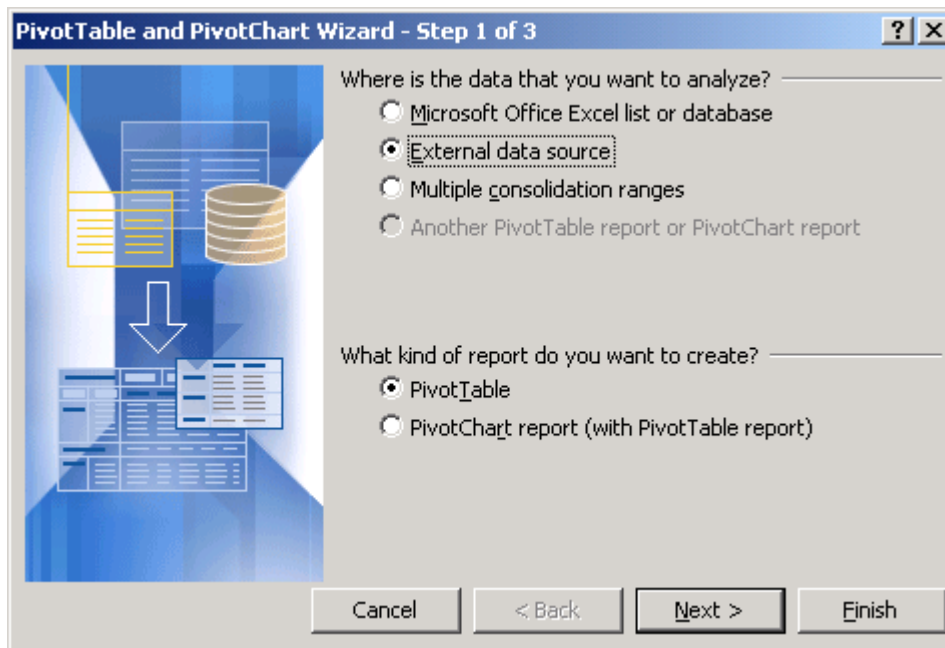 PivotTable and PivotChart Wizard - Step 1 of 3
Where is the data that you want to analyze?
Microsoft Office Excel list or database
External data source
Multiple consolidation ranges
Another PivotTable report or PivotChart report
What kind of report do you want to create?
PivotTable
PivotChart report (with PivotTable report)
Cancel < Back Next > Finish